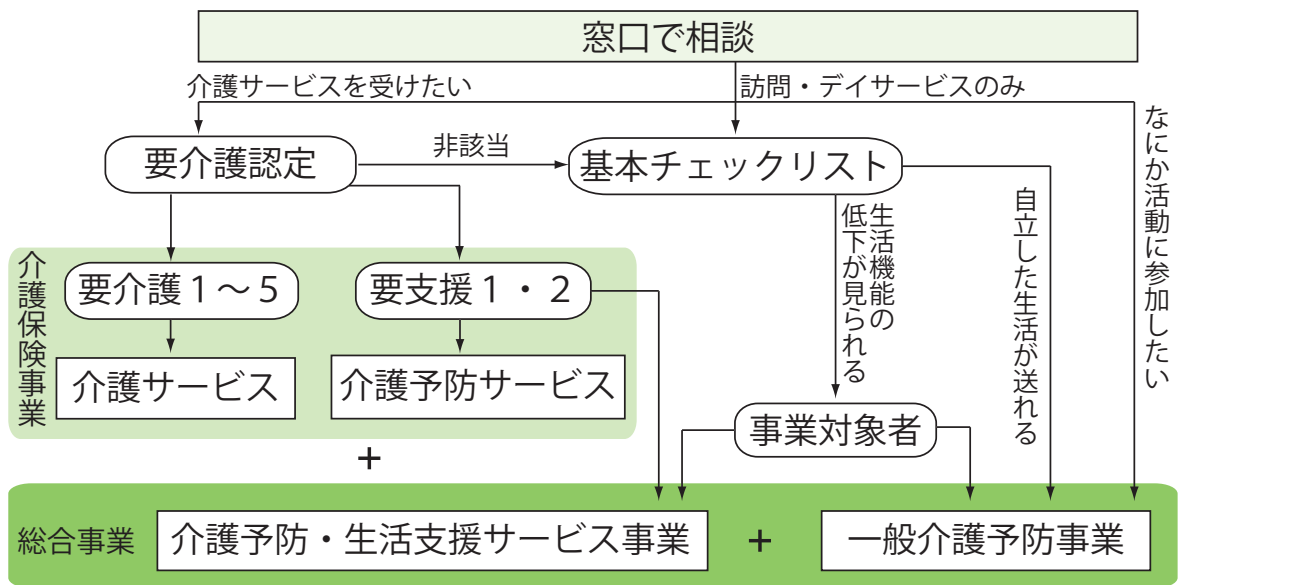 窓口で相談
介護サービスを受けたい
訪問・デイサービスのみ
なにか活動に参加したい
要介護認定
非該当
基本チェックリスト
生活機能の
低下が見られる
自立した生活が送れる
介護保険事業
要介護１～５
要支援１・２
介護サービス
介護予防サービス
事業対象者
+
総合事業
介護予防・生活支援サービス事業
+
一般介護予防事業